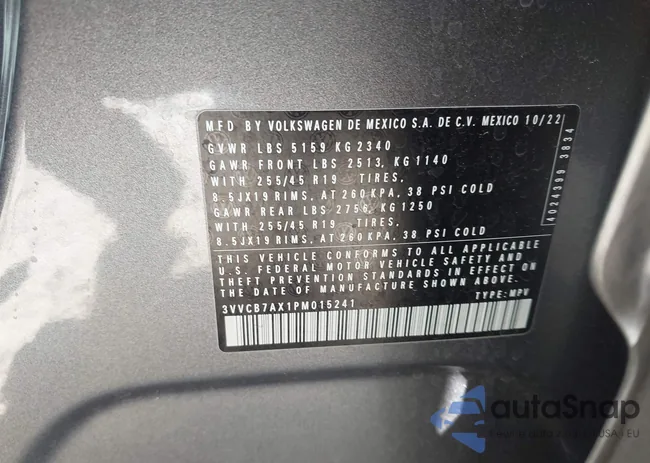 MFD BY VOLKSWAGEN DE MEXICO S.A. DE C.V. MEXICO 10/22
GVWR LBS 5159 KG 2340
GAWR FRONT LBS 2513, KG 1140
WITH 255/45 R19 TIRES,
8.5JX19 RIMS, AT 260 KPA, 38 PSI COLD
GAWR REAR LBS 2756, KG 1250
WITH 255/45 R19 TIRES,
8.5JX19 RIMS, AT 260 KPA, 38 PSI COLD
THIS VEHICLE CONFORMS TO ALL APPLICABLE
U.S. FEDERAL MOTOR VEHICLE SAFETY AND
THEFT PREVENTION STANDARDS IN EFFECT ON
THE DATE OF MANUFACTURE SHOWN ABOVE.
3VVCB7AX1PM015241 TYPE: MPV
4024399 3834
autoSnap
USA - EU